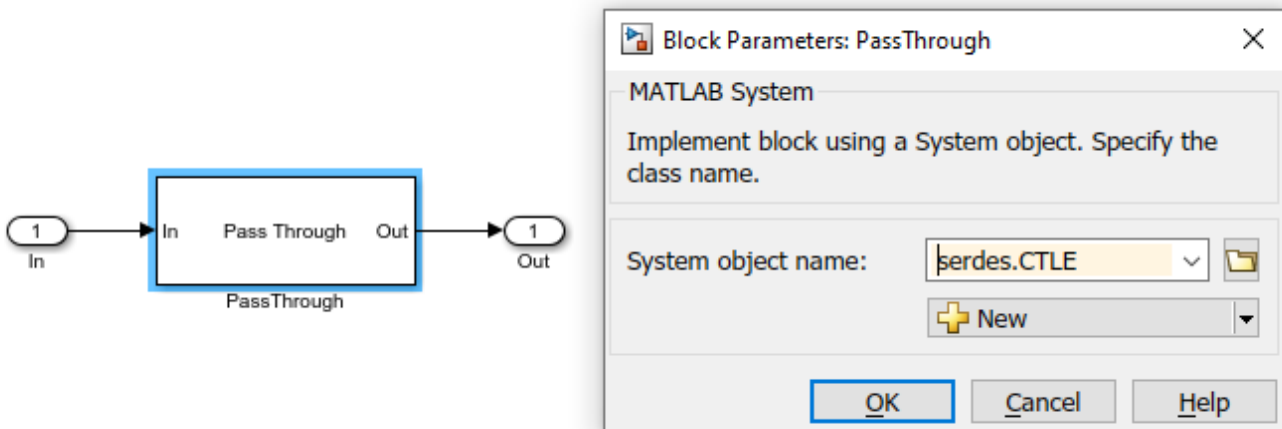 1
In
In
Pass Through
Out
PassThrough
1
Out
Block Parameters: PassThrough
MATLAB System
Implement block using a System object. Specify the
class name.
System object name:
serdes.CTLE
New
OK
Cancel
Help